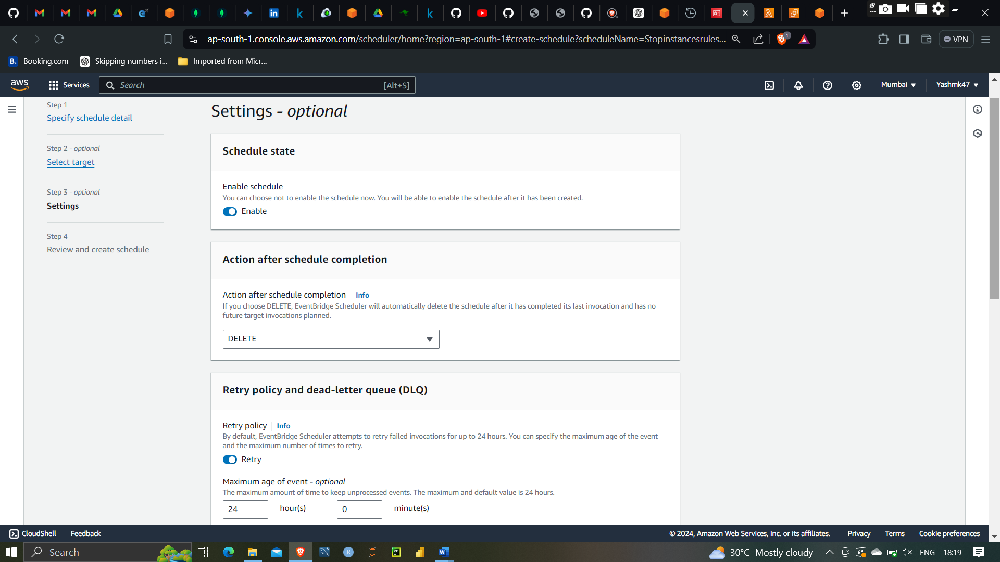 ap-south-1.console.aws.amazon.com/scheduler/home?region=ap-south-1#create-schedule?scheduleName=Stopinstancesrules...
1
VPN
B. Booking.com
Skipping numbers i...
Imported from Micr...
aws
Services
Search
[Alt+S]
Mumbai
Yashmk47
Step 1
Specify schedule detail
Step 2 - optional
Select target
Step 3 - optional
Settings
Step 4
Review and create schedule
Settings - optional
Schedule state
Enable schedule
You can choose not to enable the schedule now. You will be able to enable the schedule after it has been created.
Enable
Action after schedule completion
Action after schedule completion Info
If you choose DELETE, EventBridge Scheduler will automatically delete the schedule after it has completed its last invocation and has no
future target invocations planned.
DELETE
Retry policy and dead-letter queue (DLQ)
Retry policy Info
By default, EventBridge Scheduler attempts to retry failed invocations for up to 24 hours. You can specify the maximum age of the event
and the maximum number of times to retry.
Retry
Maximum age of event - optional
The maximum amount of time to keep unprocessed events. The maximum and default value is 24 hours.
24 hour(s) 0 minute(s)
CloudShell
Feedback
© 2024, Amazon Web Services, Inc. or its affiliates.
Privacy
Terms
Cookie preferences
Search
30°C Mostly cloudy
ENG
18:19